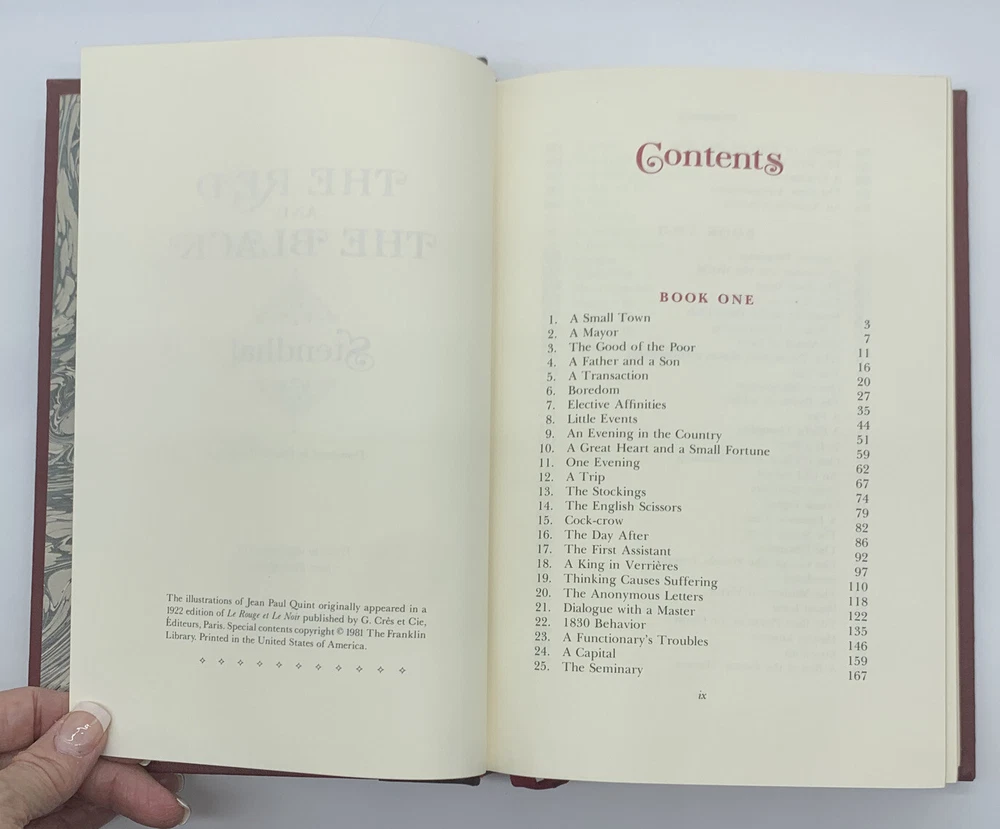 The illustrations of Jean Paul Quint originally appeared in a
1922 edition of Le Rouge et Le Noir published by G. Crès et Cie,
Éditeurs, Paris. Special contents copyright © 1981 The Franklin
Library. Printed in the United States of America.
Contents
BOOK ONE
1. A Small Town 3
2. A Mayor 7
3. The Good of the Poor 11
4. A Father and a Son 16
5. A Transaction 20
6. Boredom 27
7. Elective Affinities 35
8. Little Events 44
9. An Evening in the Country 51
10. A Great Heart and a Small Fortune 59
11. One Evening 62
12. A Trip 67
13. The Stockings 74
14. The English Scissors 79
15. Cock-crow 82
16. The Day After 86
17. The First Assistant 92
18. A King in Verrières 97
19. Thinking Causes Suffering 110
20. The Anonymous Letters 118
21. Dialogue with a Master 122
22. 1830 Behavior 135
23. A Functionary's Troubles 146
24. A Capital 159
25. The Seminary 167
ix